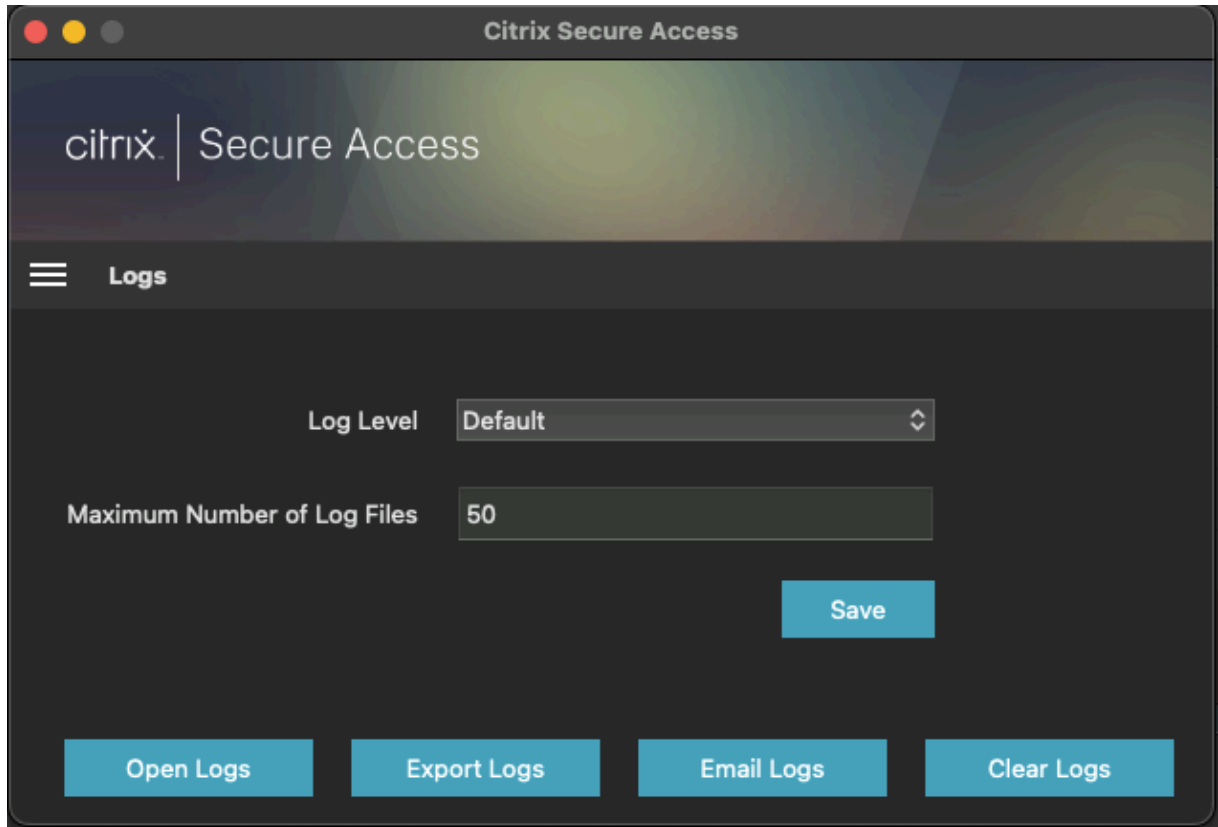 Citrix Secure Access
citrix™ | Secure Access
Logs
Log Level Default
Maximum Number of Log Files 50
Save
Open Logs Export Logs Email Logs Clear Logs